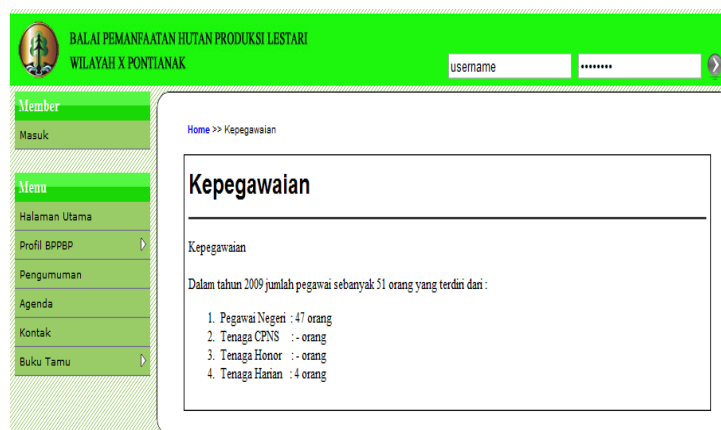 BALAI PEMANFAATAN HUTAN PRODUKSI LESTARI
WILAYAH X PONTIANAK
username
••••••••
Member
Masuk
Menu
Halaman Utama
Profil BPPBP
Pengumuman
Agenda
Kontak
Buku Tamu
Home >> Kepegawaian
Kepegawaian
Kepegawaian
Dalam tahun 2009 jumlah pegawai sebanyak 51 orang yang terdiri dari :
1. Pegawai Negeri : 47 orang
2. Tenaga CPNS : - orang
3. Tenaga Honor : - orang
4. Tenaga Harian : 4 orang